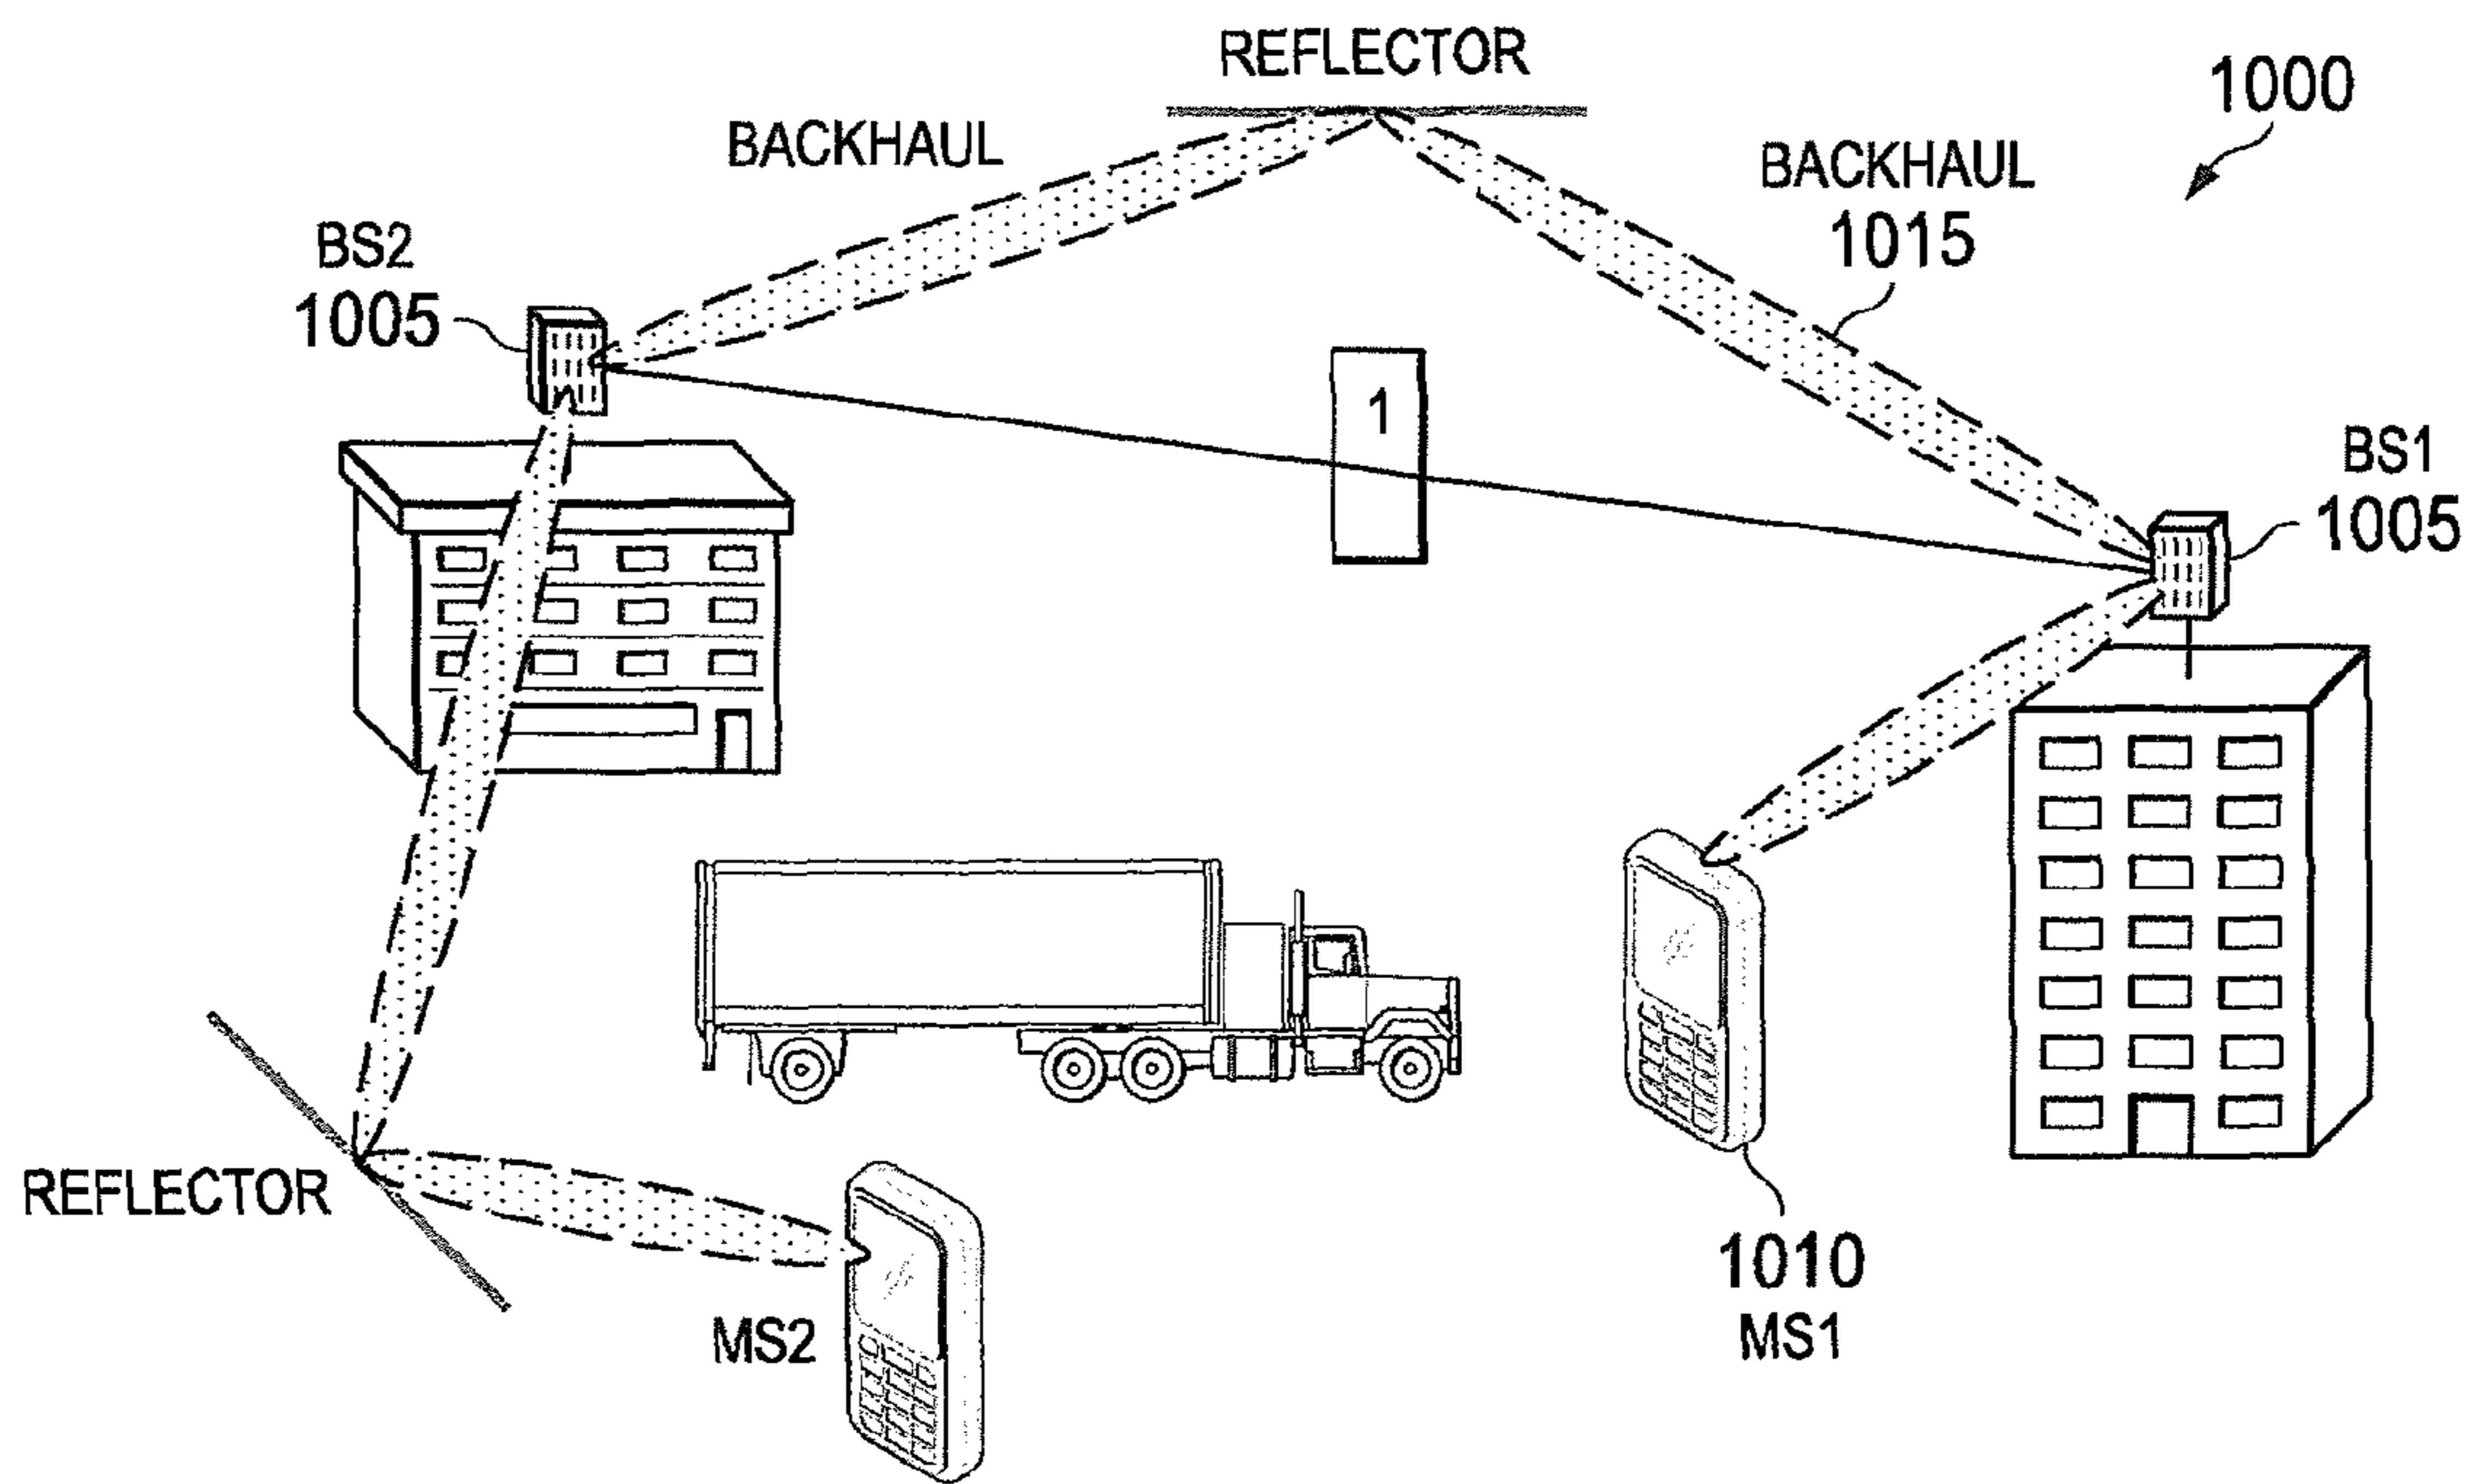 REFLECTOR
1000
BACKHAUL
BACKHAUL
1015
BS2
1005
1
BS1
1005
REFLECTOR
1010
MS1
MS2